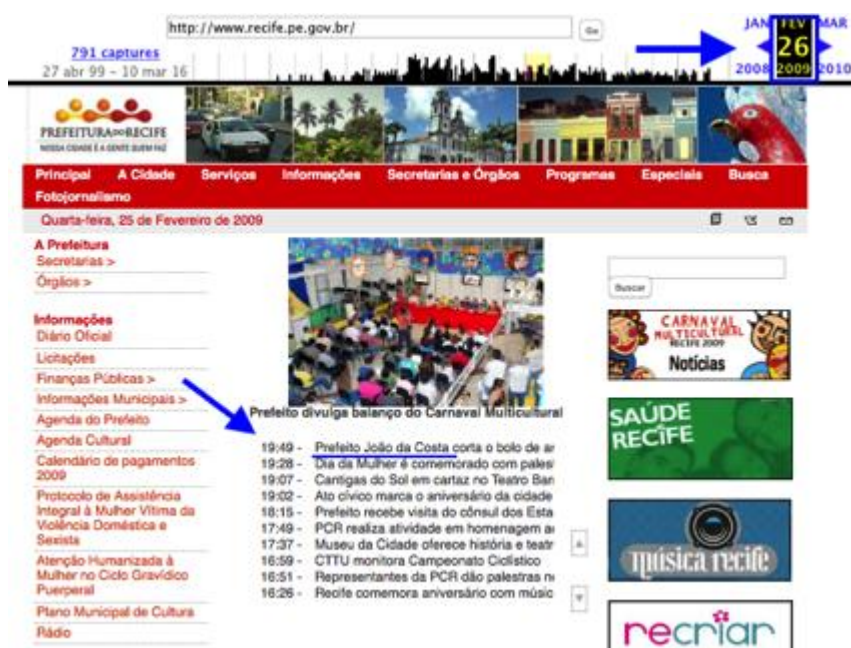 http://www.recife.pe.gov.br/
Go
JAN FEV MAR
791 captures
26
27 abr 99 - 10 mar 16
2008 2009 2010
PREFEITURA DO RECIFE
NOSSA CIDADE É A GENTE QUEM FAZ
Principal A Cidade Serviços Informações Secretarias e Órgãos Programas Especiais Busca
Fotojornalismo
Quarta-feira, 25 de Fevereiro de 2009
A Prefeitura
Secretarias >
Órgãos >
Informações
Diário Oficial
Licitações
Finanças Públicas >
Informações Municipais >
Agenda do Prefeito
Agenda Cultural
Calendário de pagamentos
2009
Protocolo de Assistência
Integral à Mulher Vítima da
Violência Doméstica e
Sexista
Atenção Humanizada à
Mulher no Ciclo Gravídico
Puerperal
Plano Municipal de Cultura
Rádio
Prefeito divulga balanço do Carnaval Multicultural
19:49 - Prefeito João da Costa corta o bolo de an
19:28 - Dia da Mulher é comemorado com palest
19:07 - Cantigas do Sol em cartaz no Teatro Bar
19:02 - Ato cívico marca o aniversário da cidade
18:15 - Prefeito recebe visita do cônsul dos Esta
17:49 - PCR realiza atividade em homenagem ao
17:37 - Museu da Cidade oferece história e teatr
16:59 - CTTU monitora Campeonato Ciclístico
16:51 - Representantes da PCR dão palestras no
16:26 - Recife comemora aniversário com músic
Buscar
CARNAVAL
MULTICULTURAL
RECIFE 2009
Notícias
SAÚDE
RECIFE
música recife
recriar